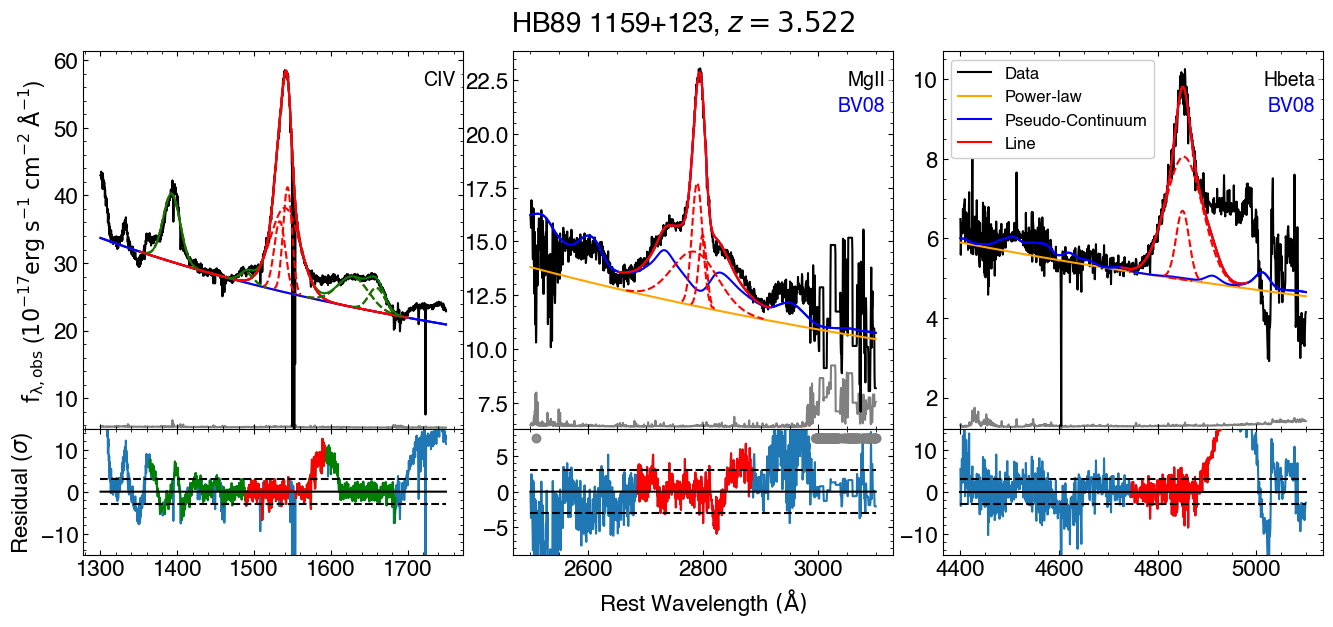 HB89 1159+123, z = 3.522
f_{λ,obs} (10^{−17}erg s^{−1} cm^{−2} Å^{−1})
60
50
40
30
20
10
CIV
22.5
20.0
17.5
15.0
12.5
10.0
7.5
MgII
BV08
10
8
6
4
2
Data
Power-law
Pseudo-Continuum
Line
Hbeta
BV08
Residual (σ)
10
0
−10
1300 1400 1500 1600 1700
5
0
−5
2600 2800 3000
10
0
−10
4400 4600 4800 5000
Rest Wavelength (Å)